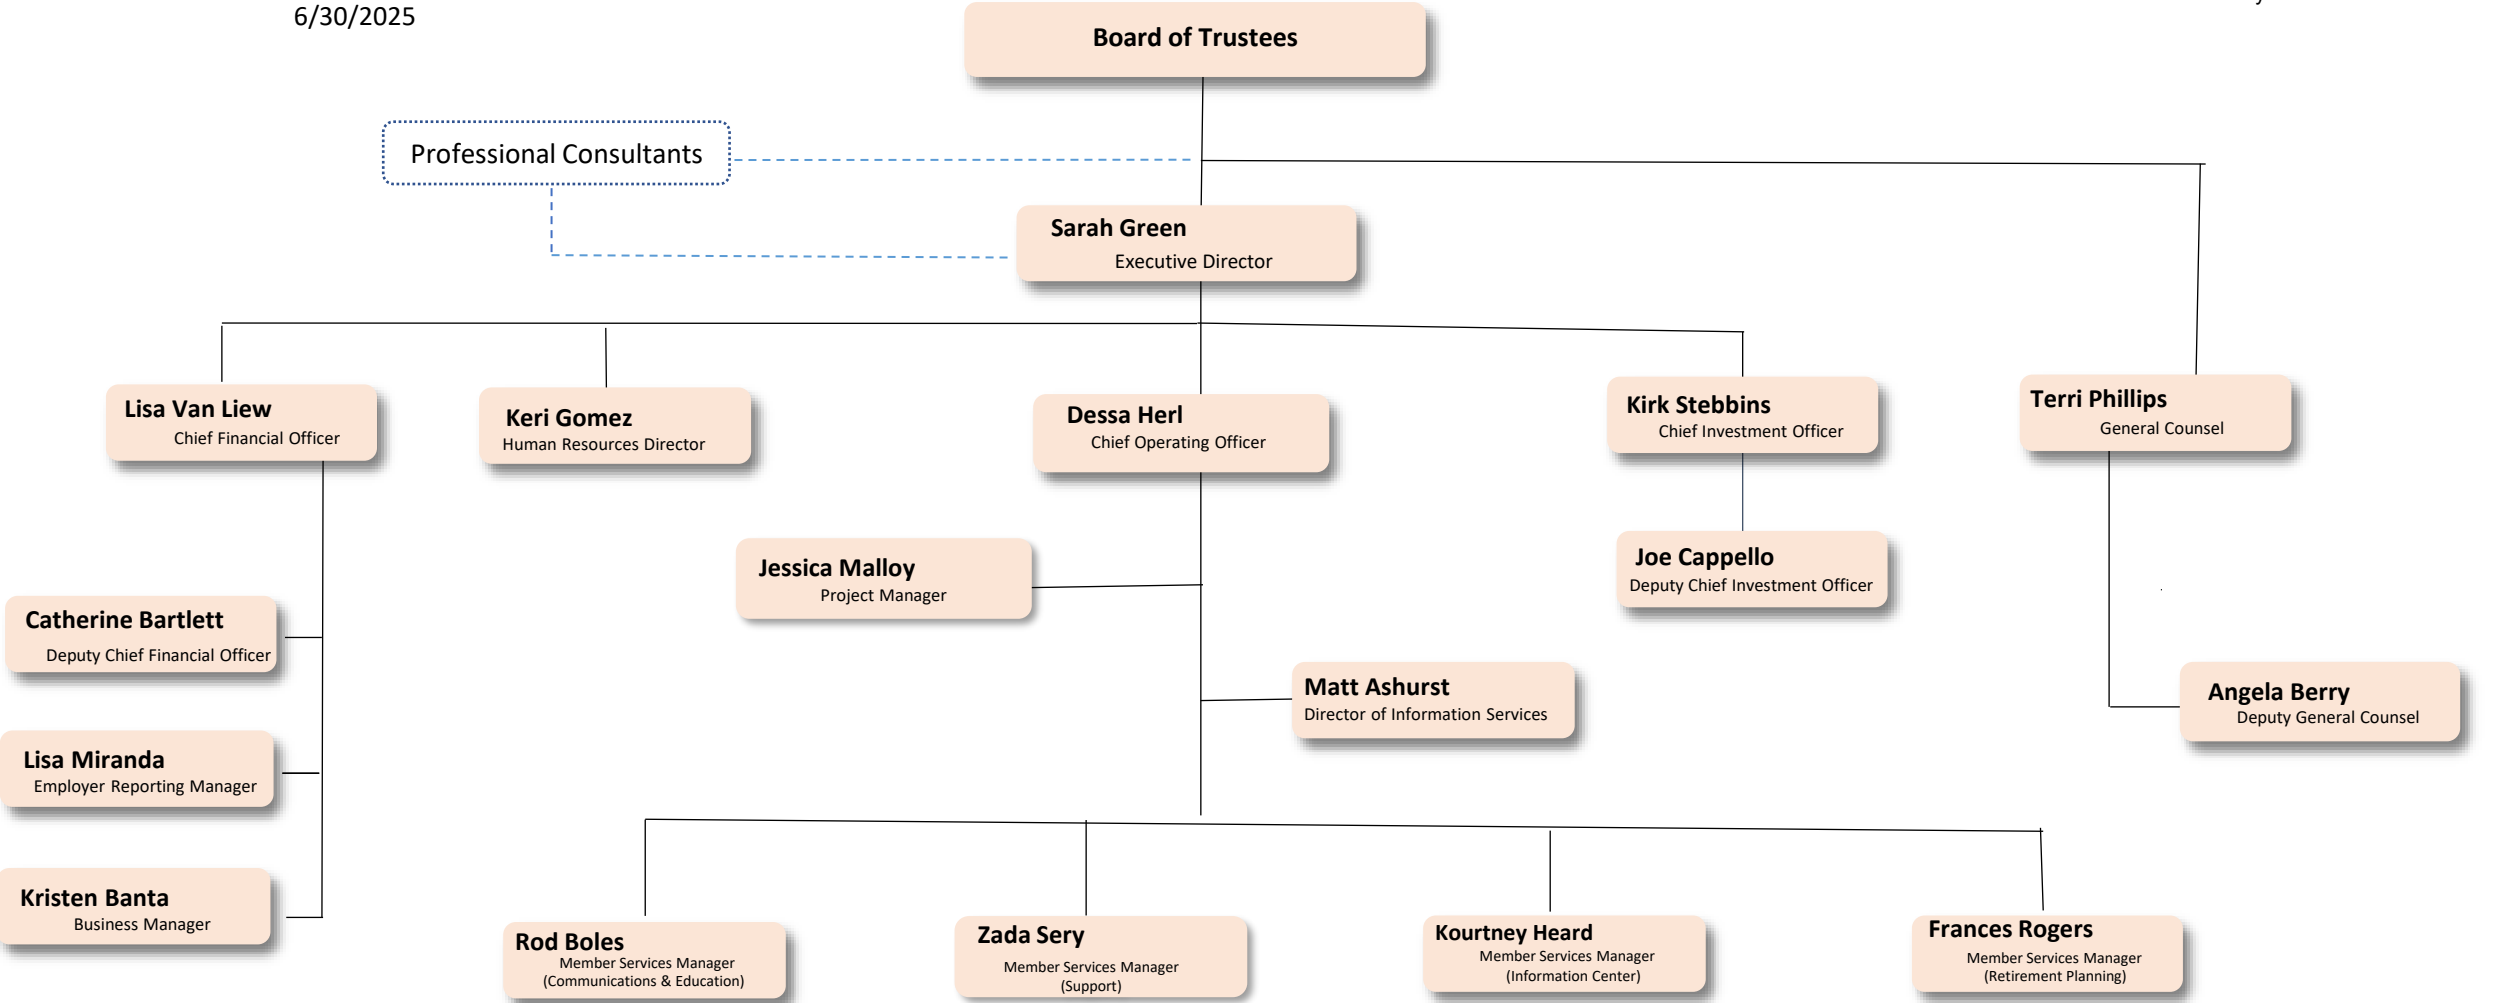 6/30/2025
Board of Trustees
Professional Consultants
Sarah Green
Executive Director
Lisa Van Liew
Chief Financial Officer
Keri Gomez
Human Resources Director
Dessa Herl
Chief Operating Officer
Kirk Stebbins
Chief Investment Officer
Terri Phillips
General Counsel
Jessica Malloy
Project Manager
Joe Cappello
Deputy Chief Investment Officer
Catherine Bartlett
Deputy Chief Financial Officer
Matt Ashurst
Director of Information Services
Angela Berry
Deputy General Counsel
Lisa Miranda
Employer Reporting Manager
Kristen Banta
Business Manager
Rod Boles
Member Services Manager
(Communications & Education)
Zada Sery
Member Services Manager
(Support)
Kourtney Heard
Member Services Manager
(Information Center)
Frances Rogers
Member Services Manager
(Retirement Planning)